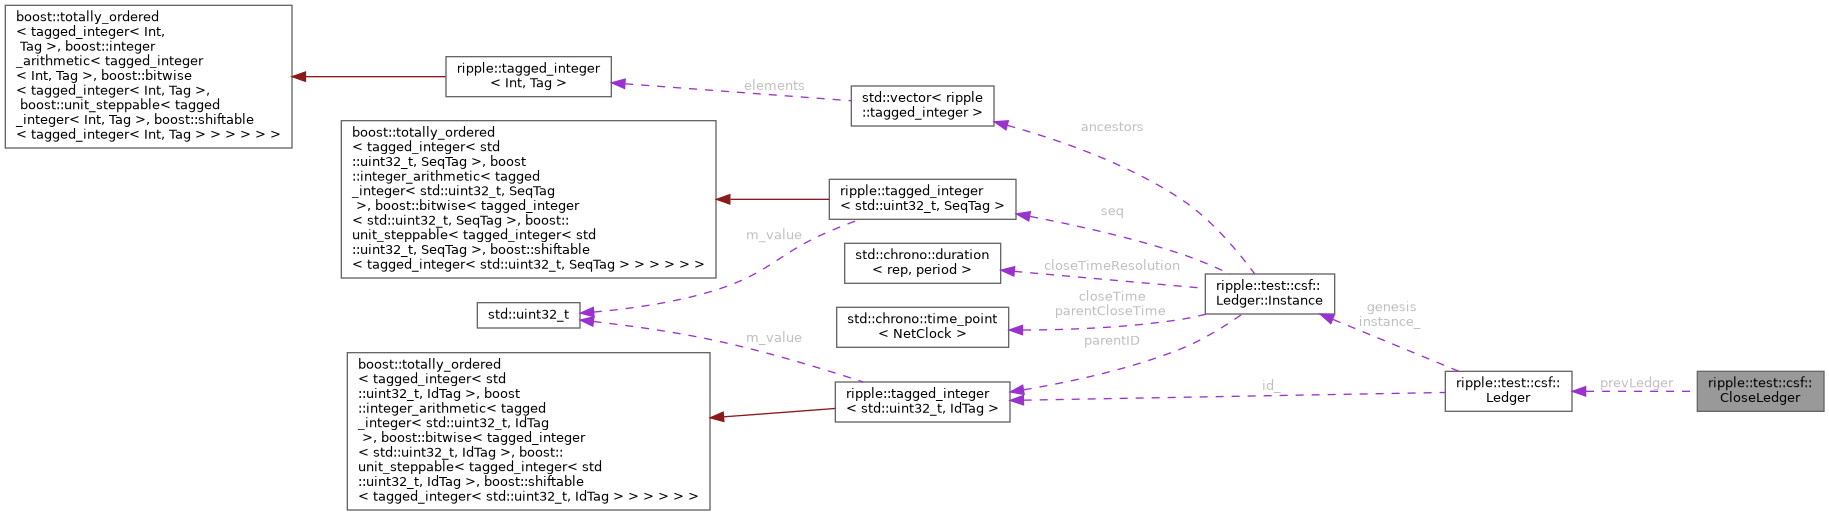 boost::totally_ordered
< tagged_integer< Int,
Tag >, boost::integer
_arithmetic< tagged_integer
< Int, Tag >, boost::bitwise
< tagged_integer< Int, Tag >,
boost::unit_steppable< tagged
_integer< Int, Tag >, boost::shiftable
< tagged_integer< Int, Tag > > > > > >
ripple::tagged_integer
< Int, Tag >
elements
std::vector< ripple
::tagged_integer >
ancestors
boost::totally_ordered
< tagged_integer< std
::uint32_t, SeqTag >, boost
::integer_arithmetic< tagged
_integer< std::uint32_t, SeqTag
>, boost::bitwise< tagged_integer
< std::uint32_t, SeqTag >, boost::
unit_steppable< tagged_integer< std
::uint32_t, SeqTag >, boost::shiftable
< tagged_integer< std::uint32_t, SeqTag > > > > > >
ripple::tagged_integer
< std::uint32_t, SeqTag >
seq
m_value
std::chrono::duration
< rep, period >
closeTimeResolution
ripple::test::csf::
Ledger::Instance
std::uint32_t
std::chrono::time_point
< NetClock >
closeTime
parentCloseTime
genesis
instance_
m_value
parentID
boost::totally_ordered
< tagged_integer< std
::uint32_t, IdTag >, boost
::integer_arithmetic< tagged
_integer< std::uint32_t, IdTag
>, boost::bitwise< tagged_integer
< std::uint32_t, IdTag >, boost::
unit_steppable< tagged_integer< std
::uint32_t, IdTag >, boost::shiftable
< tagged_integer< std::uint32_t, IdTag > > > > > >
ripple::tagged_integer
< std::uint32_t, IdTag >
id_
ripple::test::csf::
Ledger
prevLedger
ripple::test::csf::
CloseLedger